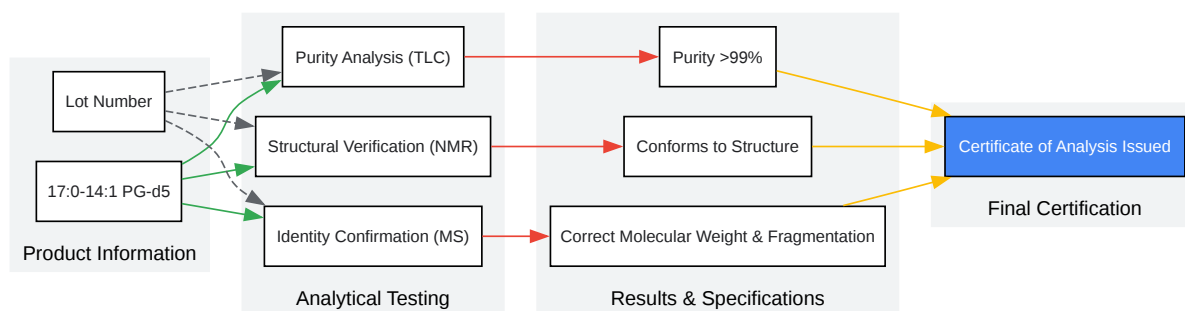 Purity Analysis (TLC)
Purity >99%
Lot Number
Structural Verification (NMR)
Conforms to Structure
Certificate of Analysis Issued
17:0-14:1 PG-d5
Identity Confirmation (MS)
Correct Molecular Weight & Fragmentation
Product Information
Analytical Testing
Results & Specifications
Final Certification